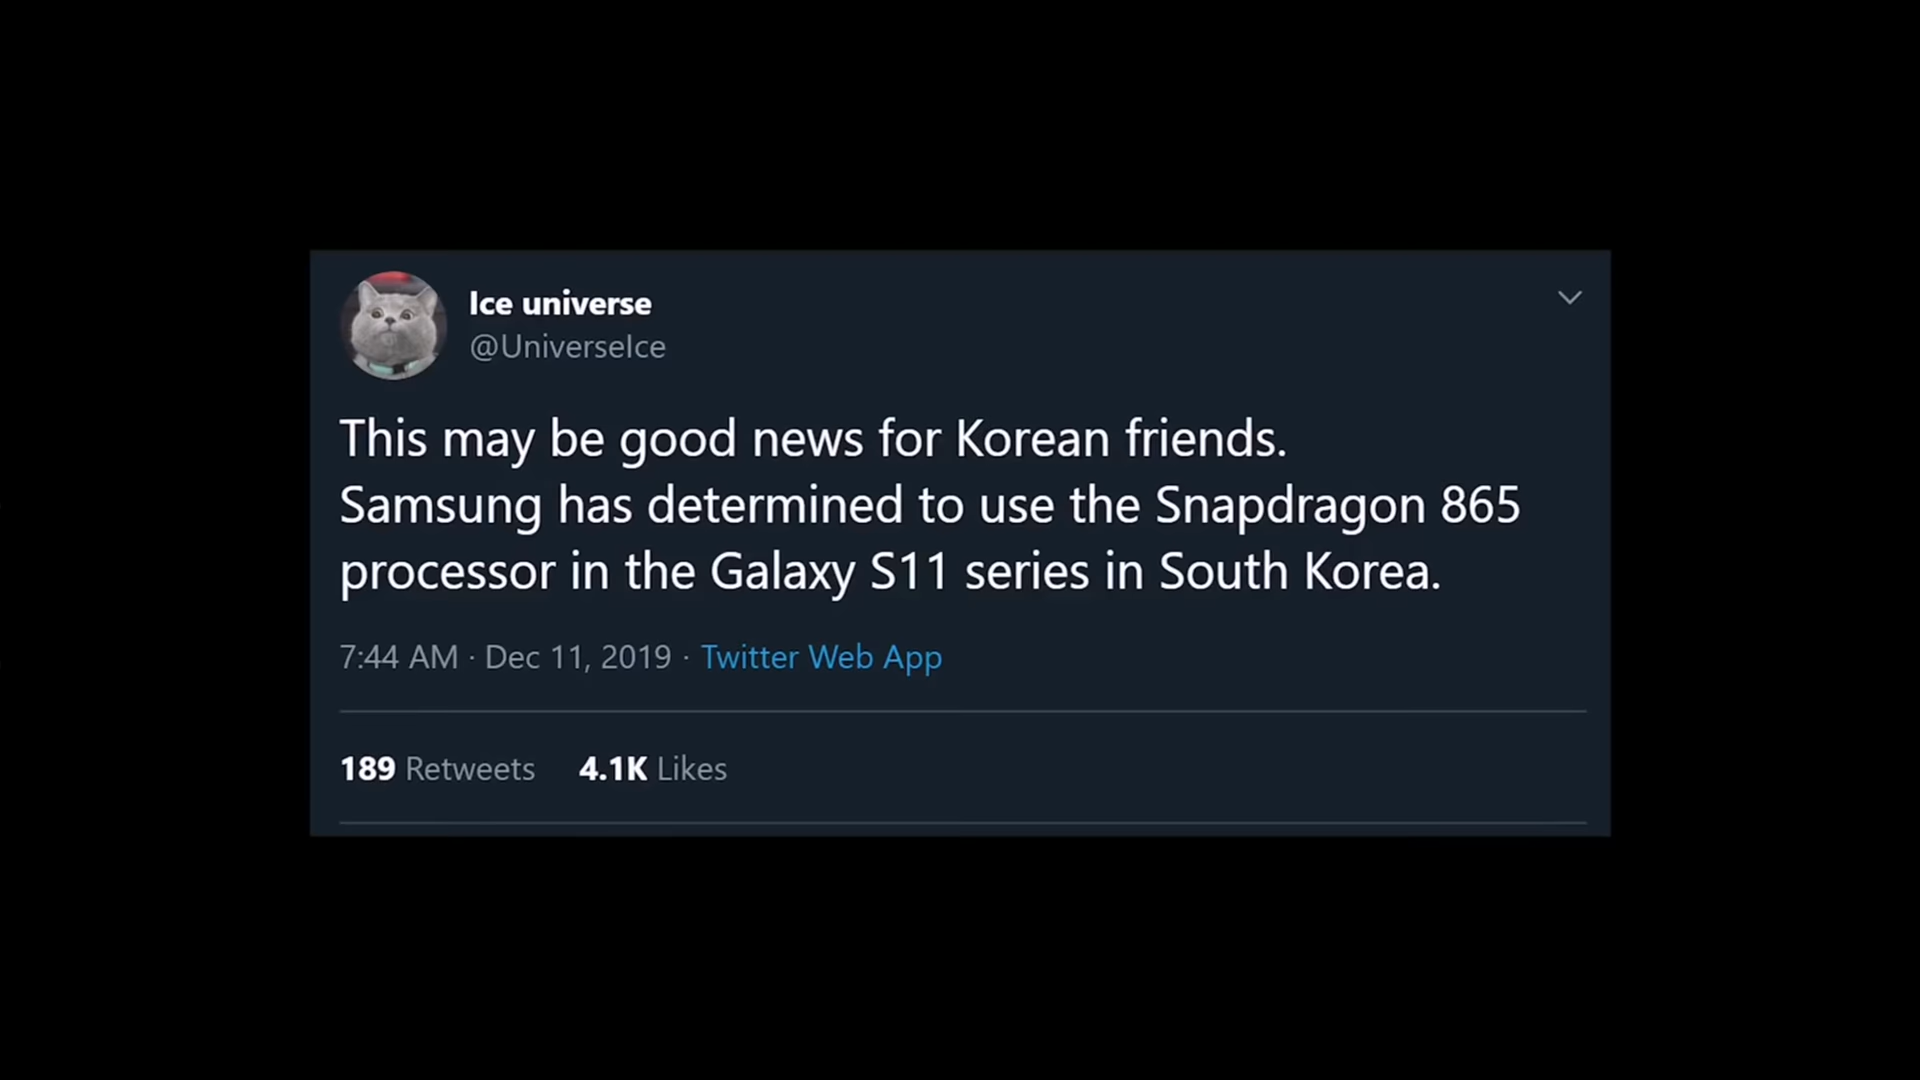 Ice universe
@UniverseIce
This may be good news for Korean friends.
Samsung has determined to use the Snapdragon 865
processor in the Galaxy S11 series in South Korea.
7:44 AM · Dec 11, 2019 · Twitter Web App
189 Retweets 4.1K Likes